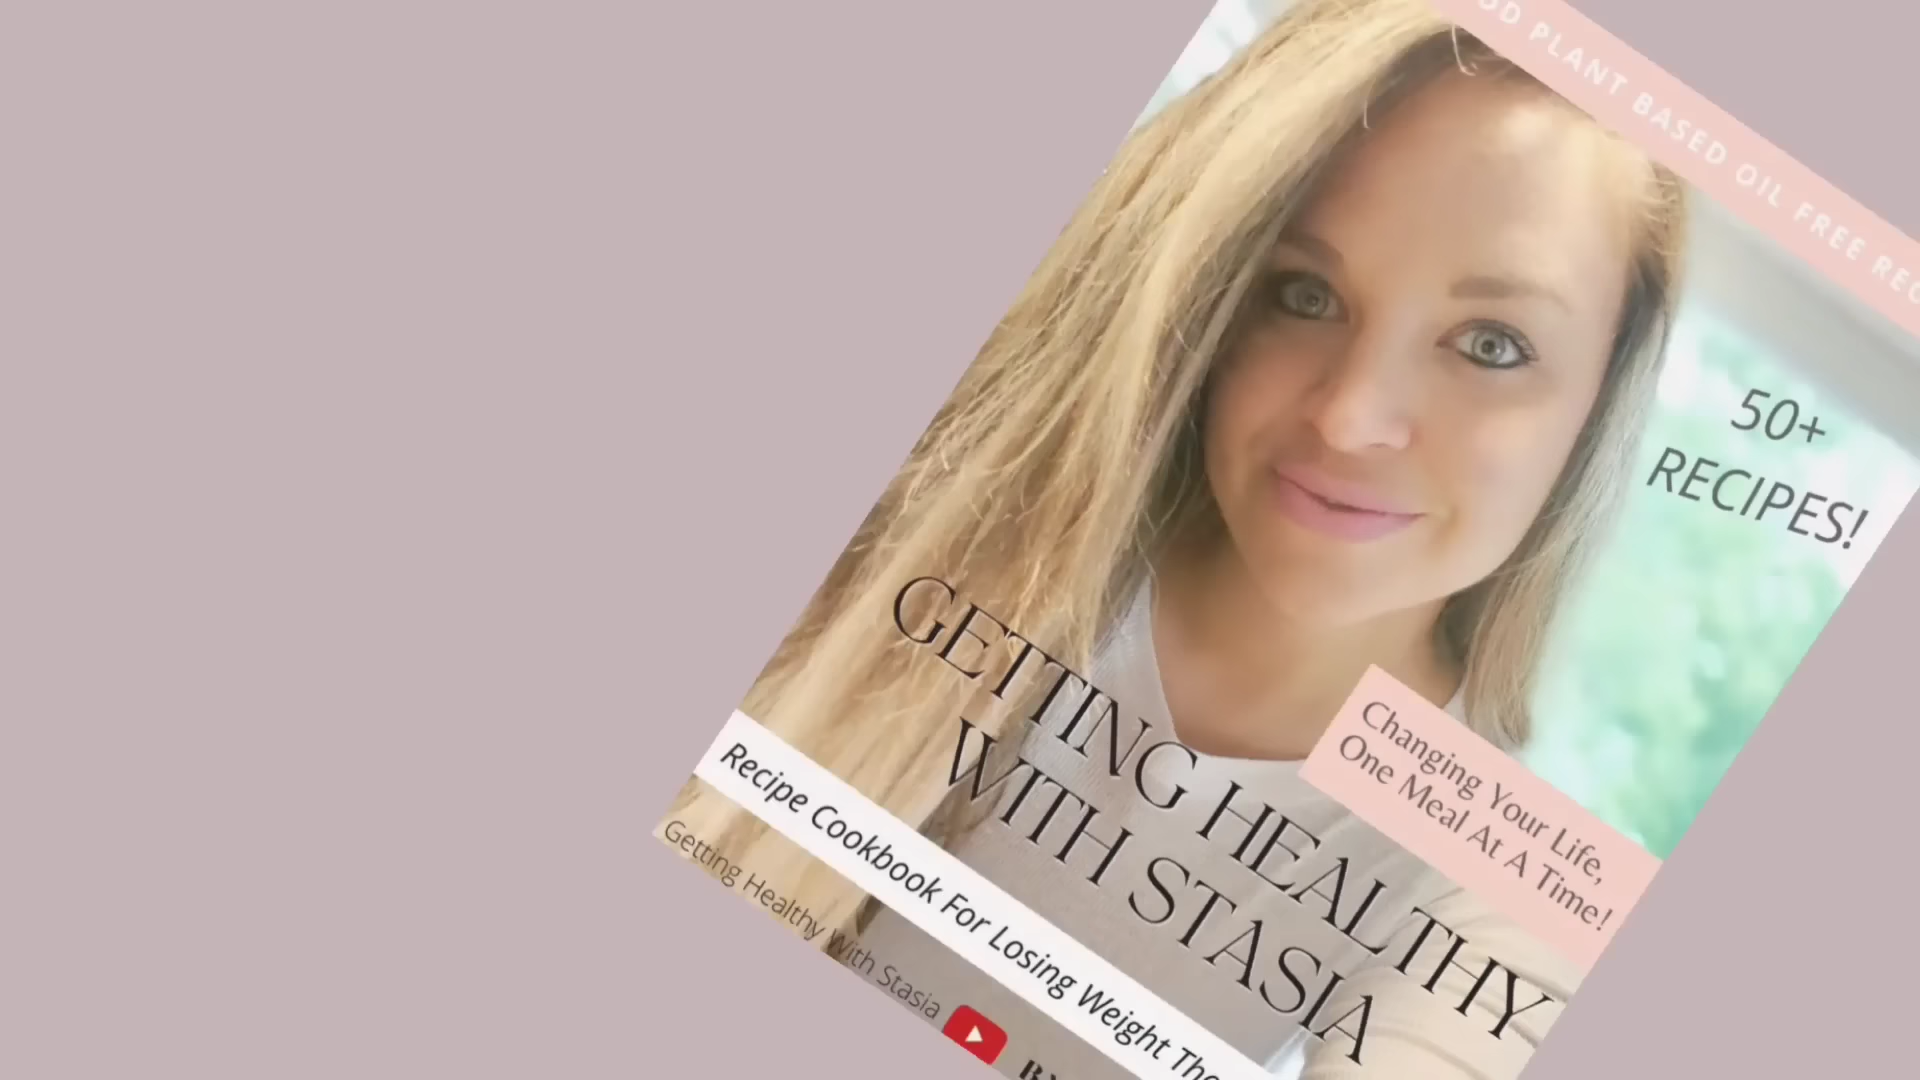 PLANT BASED OIL FREE
50+
RECIPES!
GETTING HEALTHY
WITH STASIA
Changing Your Life,
One Meal At A Time!
Recipe Cookbook For Losing Weight
Getting Healthy With Stasia